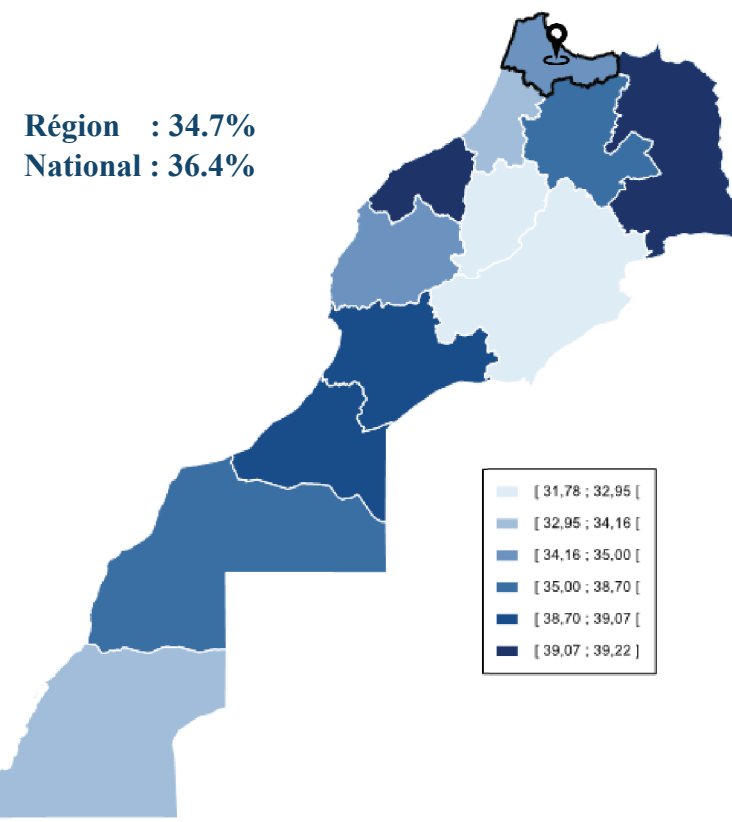 Région : 34.7%
National : 36.4%
[ 31,78 ; 32,95 [
[ 32,95 ; 34,16 [
[ 34,16 ; 35,00 [
[ 35,00 ; 38,70 [
[ 38,70 ; 39,07 [
[ 39,07 ; 39,22 ]